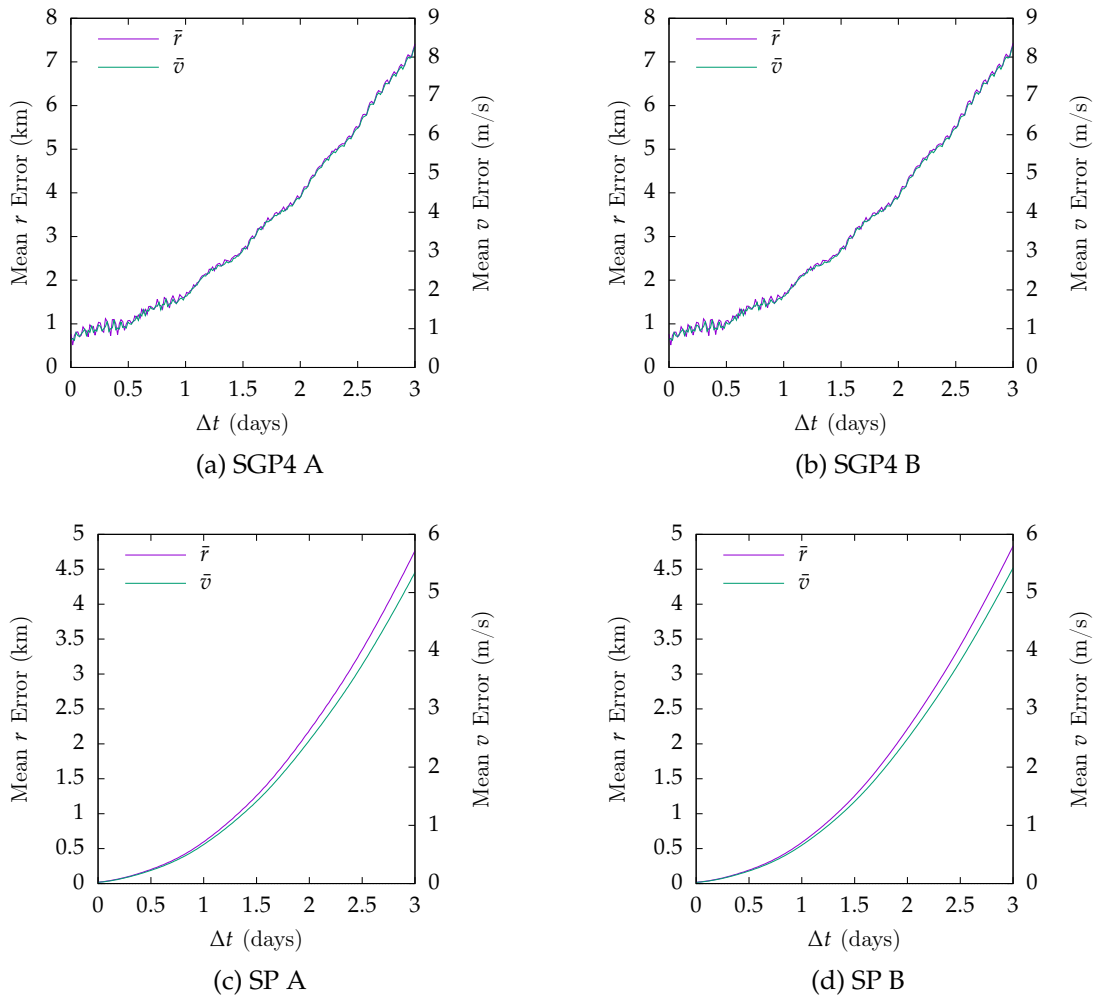 0
1
2
3
4
5
6
7
8
0 0.5 1 1.5 2 2.5 3
0
1
2
3
4
5
6
7
8
9
Mean r Error (km)
Mean v Error (m/s)
Δt (days)
r̄
v̄
(a) SGP4 A
0
1
2
3
4
5
6
7
8
0 0.5 1 1.5 2 2.5 3
0
1
2
3
4
5
6
7
8
9
Mean r Error (km)
Mean v Error (m/s)
Δt (days)
r̄
v̄
(b) SGP4 B
0
0.5
1
1.5
2
2.5
3
3.5
4
4.5
5
0 0.5 1 1.5 2 2.5 3
0
1
2
3
4
5
6
Mean r Error (km)
Mean v Error (m/s)
Δt (days)
r̄
v̄
(c) SP A
0
0.5
1
1.5
2
2.5
3
3.5
4
4.5
5
0 0.5 1 1.5 2 2.5 3
0
1
2
3
4
5
6
Mean r Error (km)
Mean v Error (m/s)
Δt (days)
r̄
v̄
(d) SP B